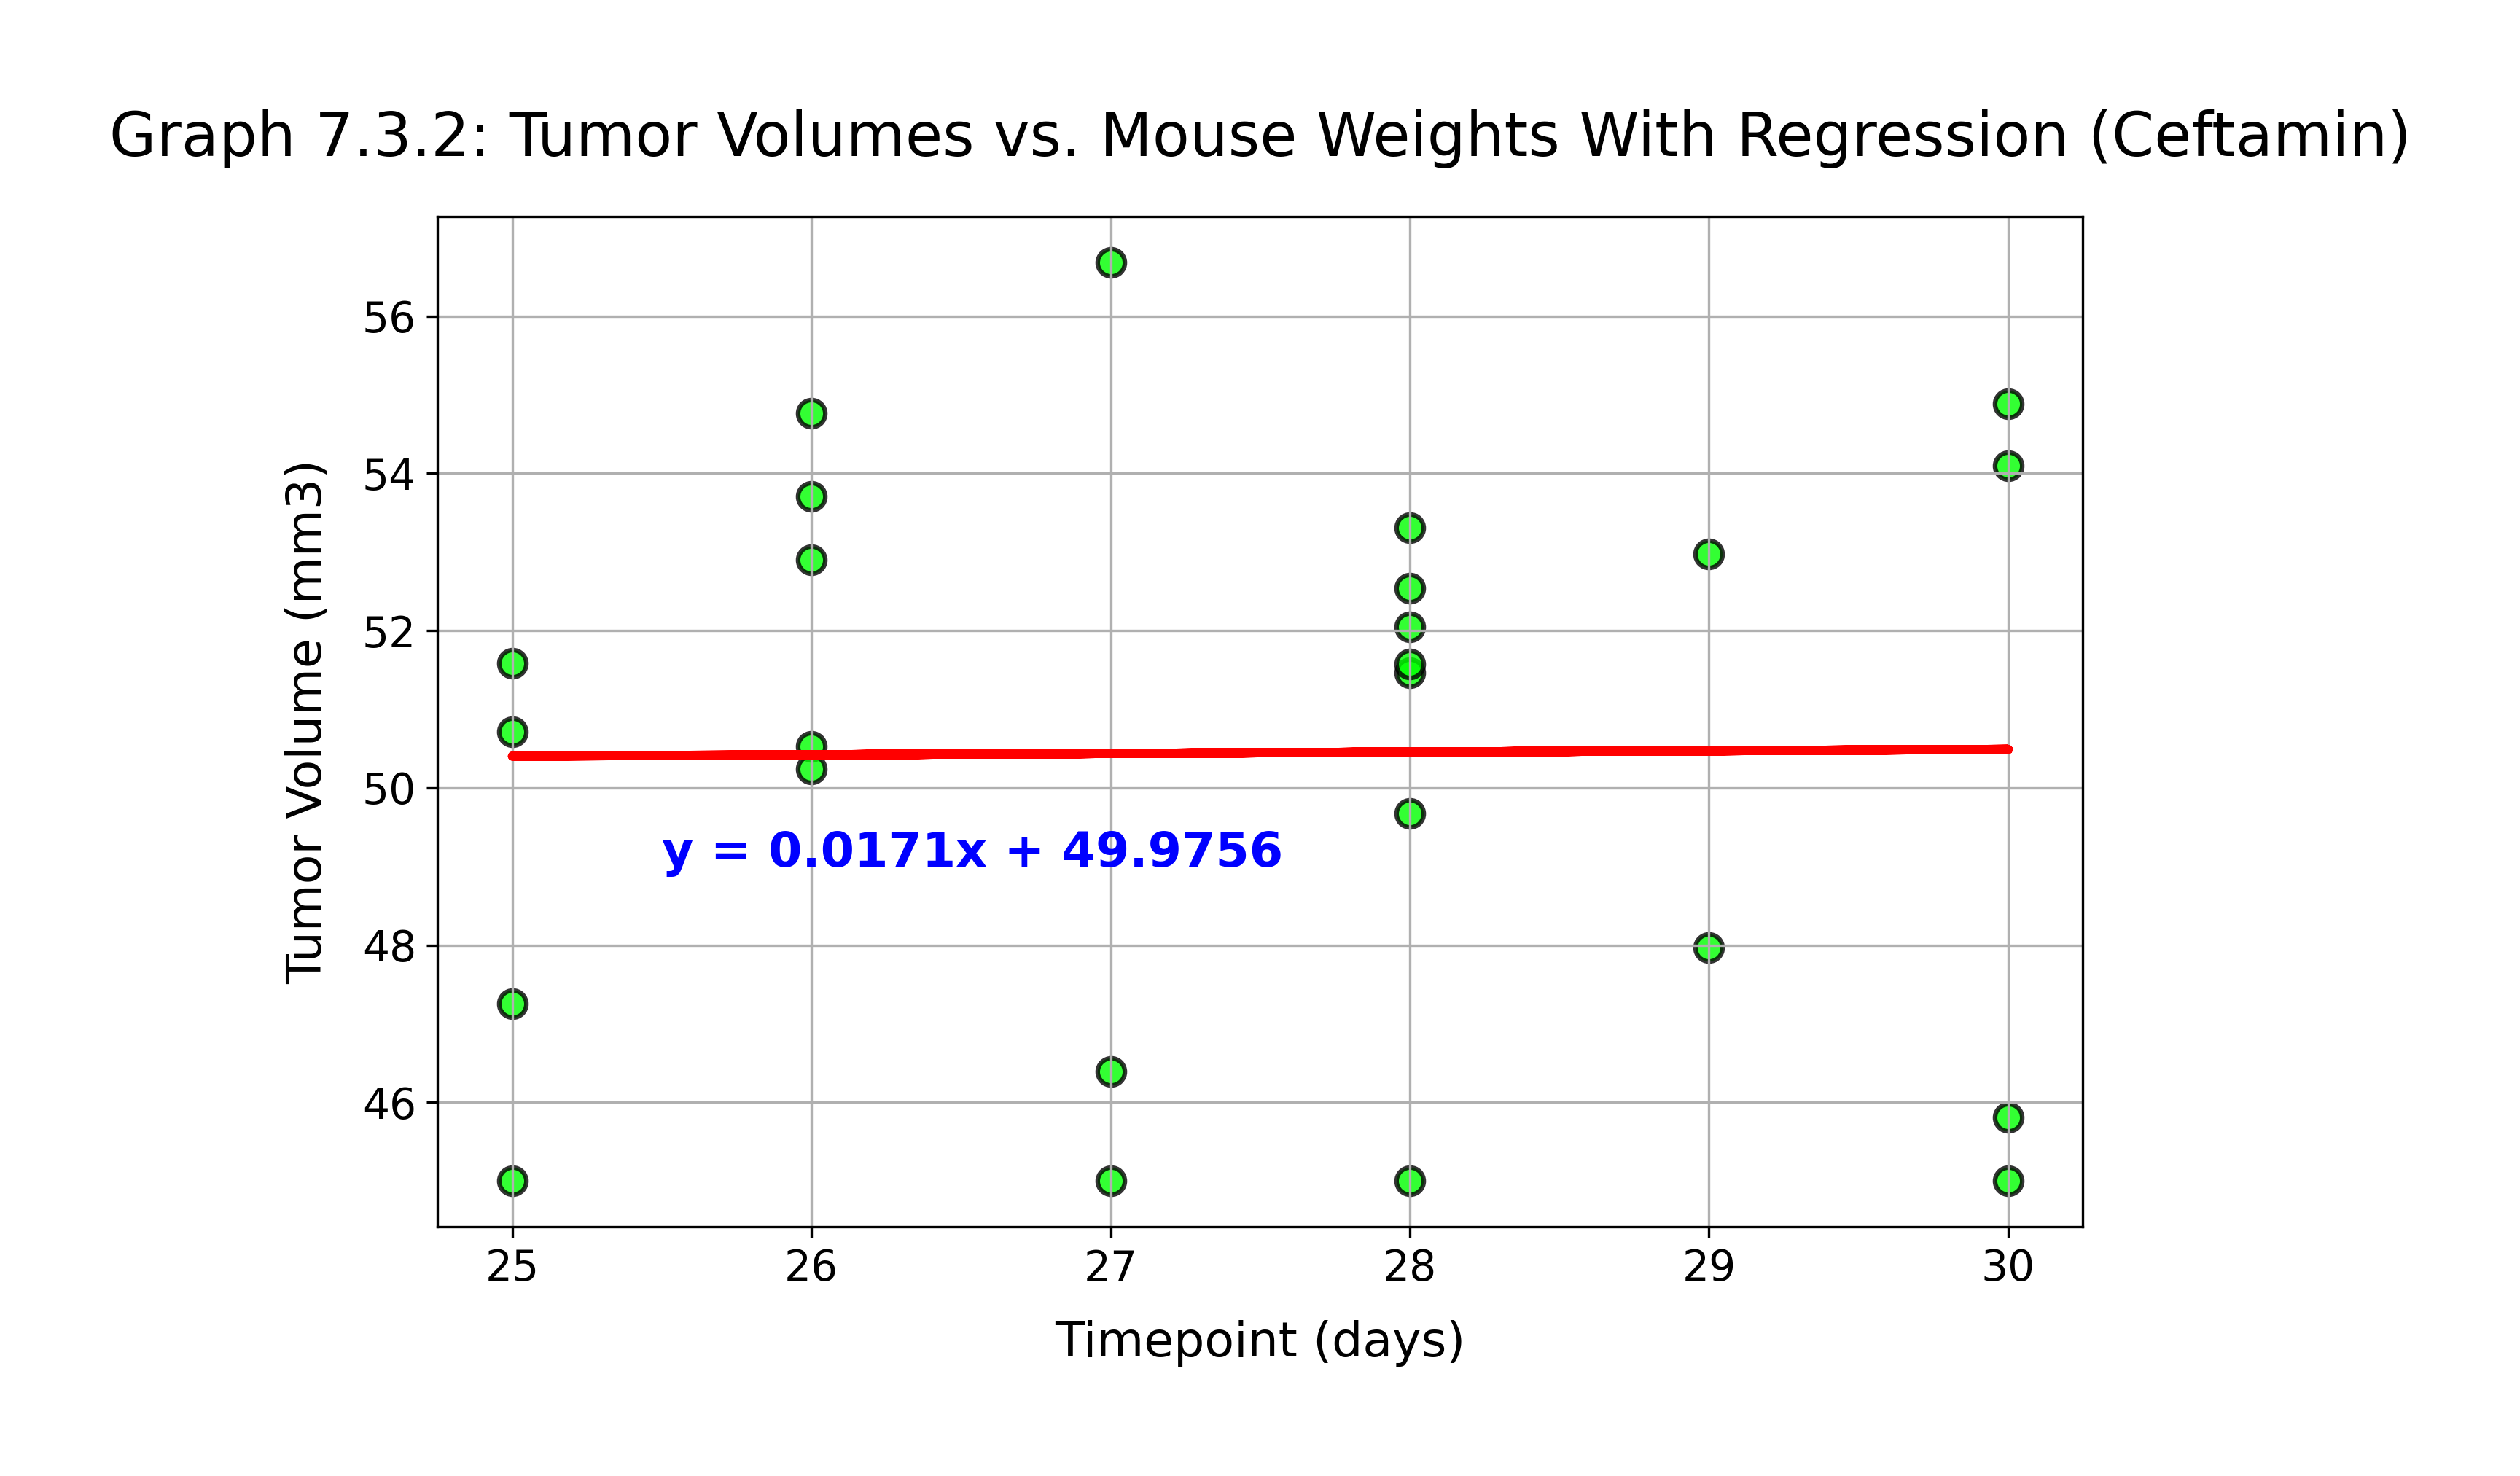 Graph 7.3.2: Tumor Volumes vs. Mouse Weights With Regression (Ceftamin)
Tumor Volume (mm3)
56
54
52
50
48
46
y = 0.0171x + 49.9756
25 26 27 28 29 30
Timepoint (days)